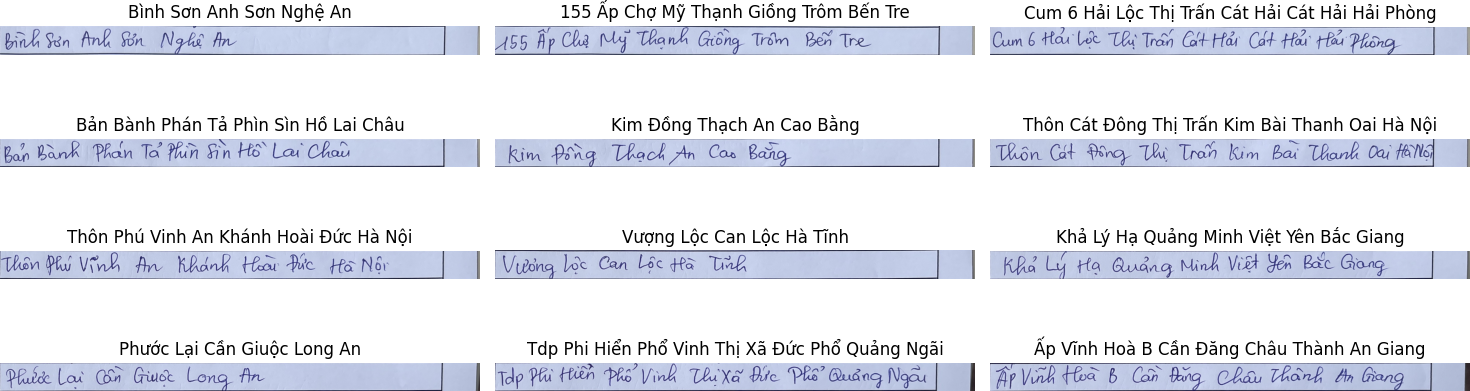 Bình Sơn Anh Sơn Nghệ An
Bình Sơn Anh Sơn Nghệ An
155 Ấp Chợ Mỹ Thạnh Giồng Trôm Bến Tre
155 Ấp Chợ Mỹ Thạnh Giồng Trôm Bến Tre
Cum 6 Hải Lộc Thị Trấn Cát Hải Cát Hải Hải Phòng
Cum 6 Hải Lộc Thị Trấn Cát Hải Cát Hải Hải Phòng
Bản Bành Phán Tả Phìn Sìn Hồ Lai Châu
Bản Bành Phán Tả Phìn Sìn Hồ Lai Châu
Kim Đồng Thạch An Cao Bằng
Kim Đồng Thạch An Cao Bằng
Thôn Cát Đông Thị Trấn Kim Bài Thanh Oai Hà Nội
Thôn Cát Đông Thị Trấn Kim Bài Thanh Oai Hà Nội
Thôn Phú Vinh An Khánh Hoài Đức Hà Nội
Thôn Phú Vĩnh An Khánh Hoài Đức Hà Nội
Vượng Lộc Can Lộc Hà Tĩnh
Vượng Lộc Can Lộc Hà Tĩnh
Khả Lý Hạ Quảng Minh Việt Yên Bắc Giang
Khả Lý Hạ Quảng Minh Việt Yên Bắc Giang
Phước Lại Cần Giuộc Long An
Phước Lại Cần Giuộc Long An
Tdp Phi Hiển Phổ Vinh Thị Xã Đức Phổ Quảng Ngãi
Tdp Phi Hiển Phổ Vinh Thị Xã Đức Phổ Quảng Ngãi
Ấp Vĩnh Hoà B Cần Đăng Châu Thành An Giang
Ấp Vĩnh Hoà B Cần Đăng Châu Thành An Giang